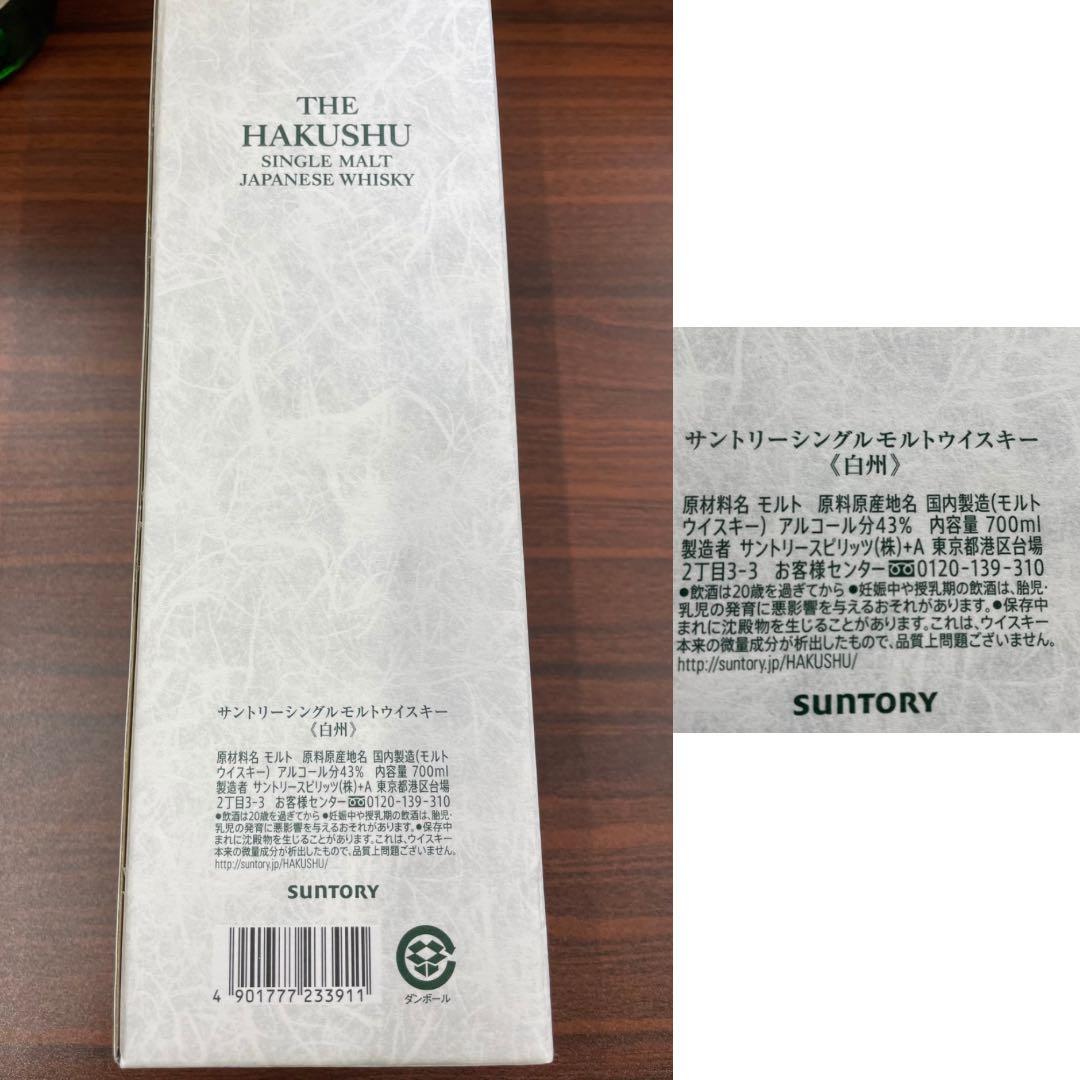 THE
HAKUSHU
SINGLE MALT
JAPANESE WHISKY
サントリーシングルモルトウイスキー
《白州》
原材料名 モルト 原料原産地名 国内製造(モルト
ウイスキー) アルコール分43% 内容量 700ml
製造者 サントリースピリッツ(株)+A 東京都港区台場
2丁目3-3 お客様センター 0120-139-310
●飲酒は20歳を過ぎてから ●妊娠中や授乳期の飲酒は、胎児・
乳児の発育に悪影響を与えるおそれがあります。●保存中
まれに沈殿物を生じることがあります。これは、ウイスキー
本来の微量成分が析出したもので、品質上問題ございません。
http://suntory.jp/HAKUSHU/
SUNTORY
4 901777 233911
ダンボール
サントリーシングルモルトウイスキー
《白州》
原材料名 モルト 原料原産地名 国内製造(モルト
ウイスキー) アルコール分43% 内容量 700ml
製造者 サントリースピリッツ(株)+A 東京都港区台場
2丁目3-3 お客様センター 0120-139-310
●飲酒は20歳を過ぎてから ●妊娠中や授乳期の飲酒は、胎児・
乳児の発育に悪影響を与えるおそれがあります。●保存中
まれに沈殿物を生じることがあります。これは、ウイスキー
本来の微量成分が析出したもので、品質上問題ございません。
http://suntory.jp/HAKUSHU/
SUNTORY